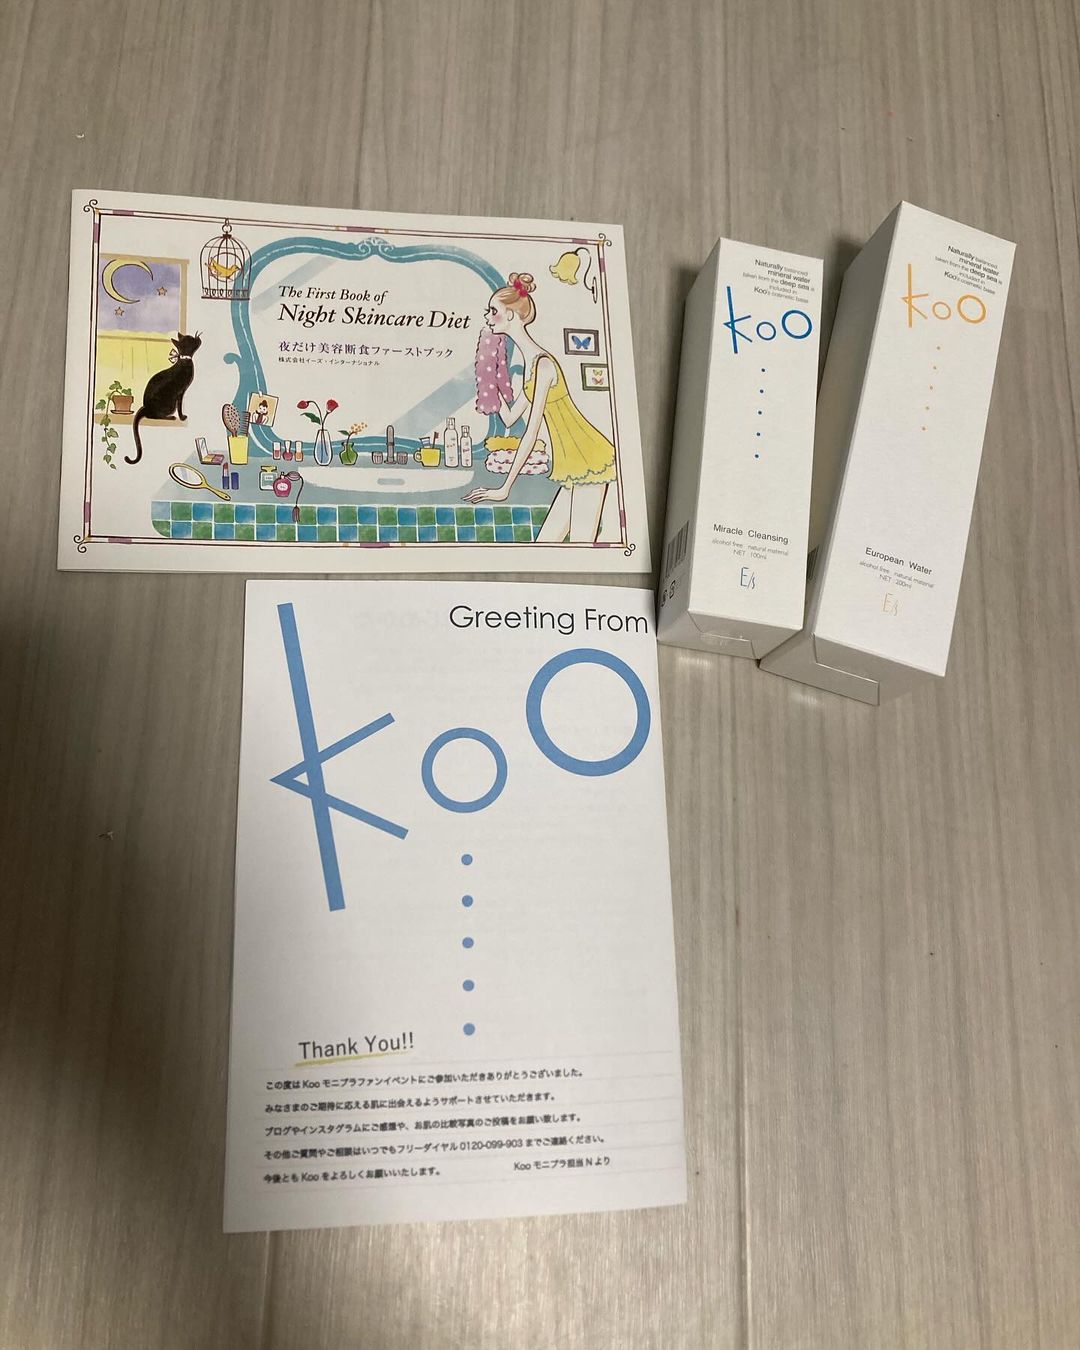 The First Book of
Night Skincare Diet
夜だけ美容断食ファーストブック
株式会社イーズ・インターナショナル
Naturally balanced
mineral water
taken from the deep sea is
included in
Koo's cosmetic base
koo
Miracle Cleansing
alcohol free natural material
NET 100ml
E/s
Naturally balanced
mineral water
taken from the deep sea is
included in
Koo's cosmetic base
koo
European Water
alcohol free natural material
NET 200ml
E/s
Greeting From
koo
Thank You!!
この度は Koo モニプラファンイベントにご参加いただきありがとうございました。
みなさまのご期待に応える肌に出会えるようサポートさせていただきます。
ブログやインスタグラムにご感想や、お肌の比較写真のご投稿をお願い致します。
その他ご質問やご相談はいつでもフリーダイヤル 0120-099-903 までご連絡ください。
今後とも Koo をよろしくお願いいたします。
Koo モニプラ担当 N より